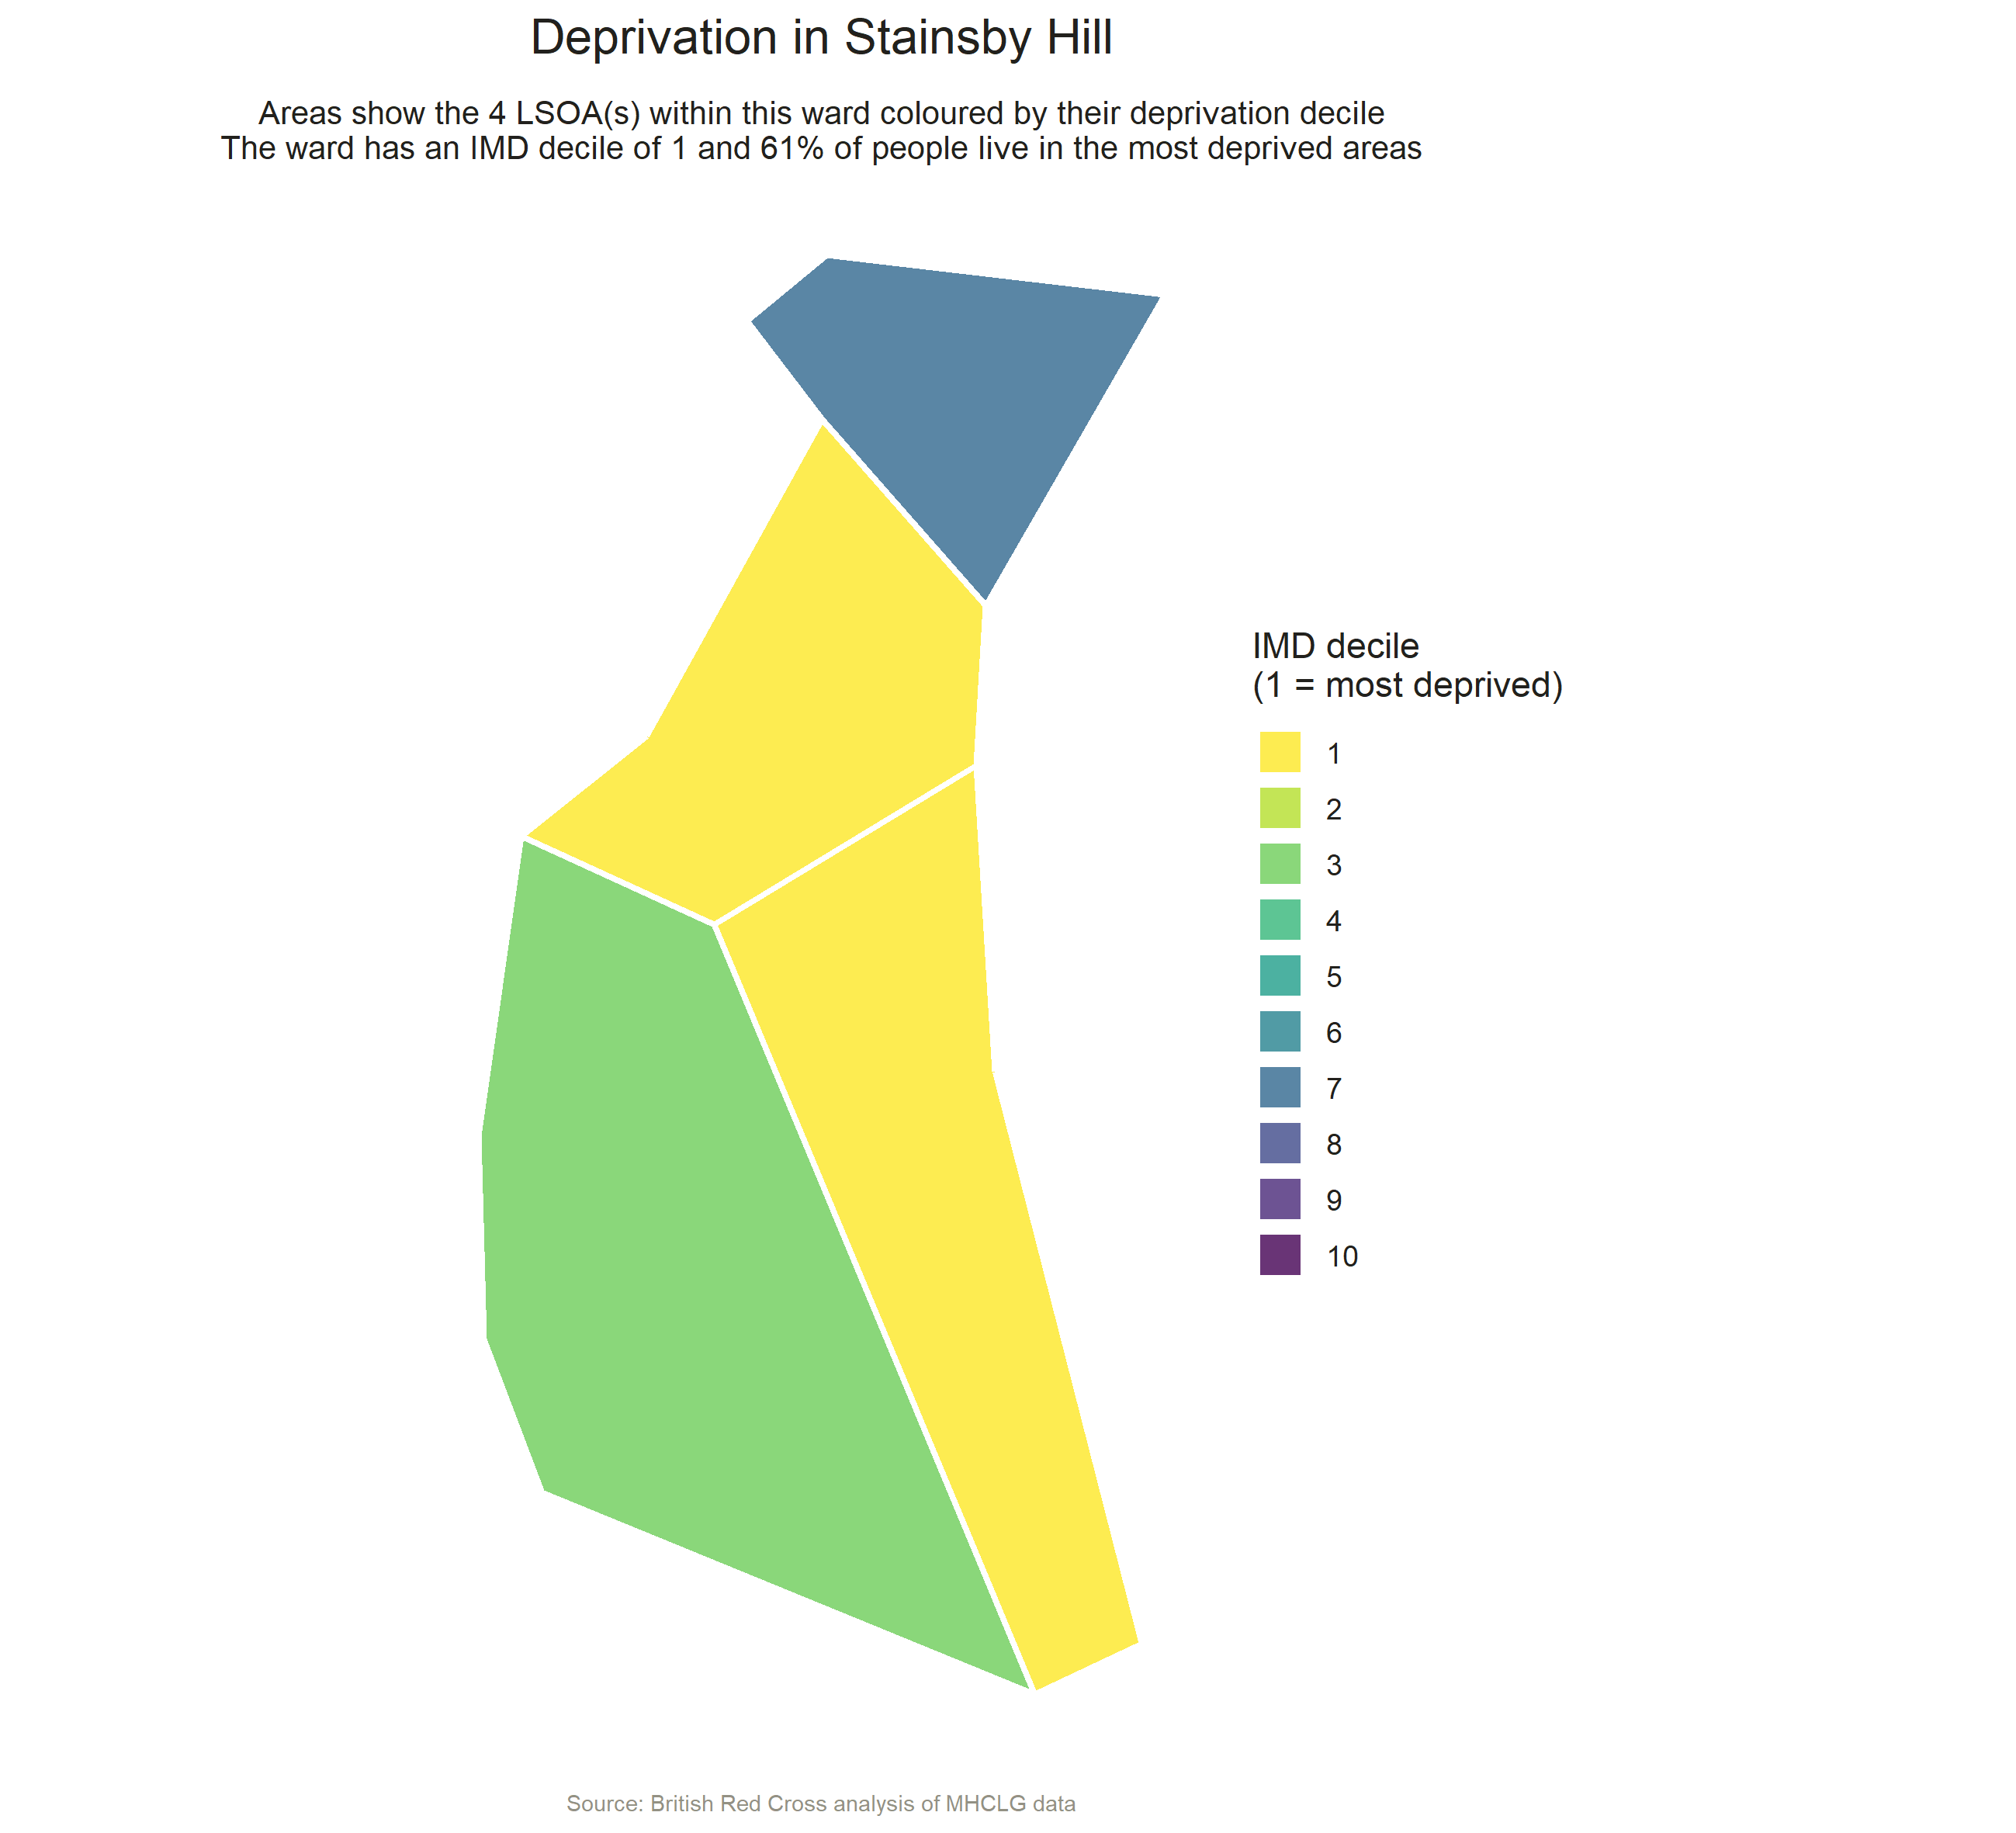 Deprivation in Stainsby Hill
Areas show the 4 LSOA(s) within this ward coloured by their deprivation decile
The ward has an IMD decile of 1 and 61% of people live in the most deprived areas
IMD decile
(1 = most deprived)
1
2
3
4
5
6
7
8
9
10
Source: British Red Cross analysis of MHCLG data